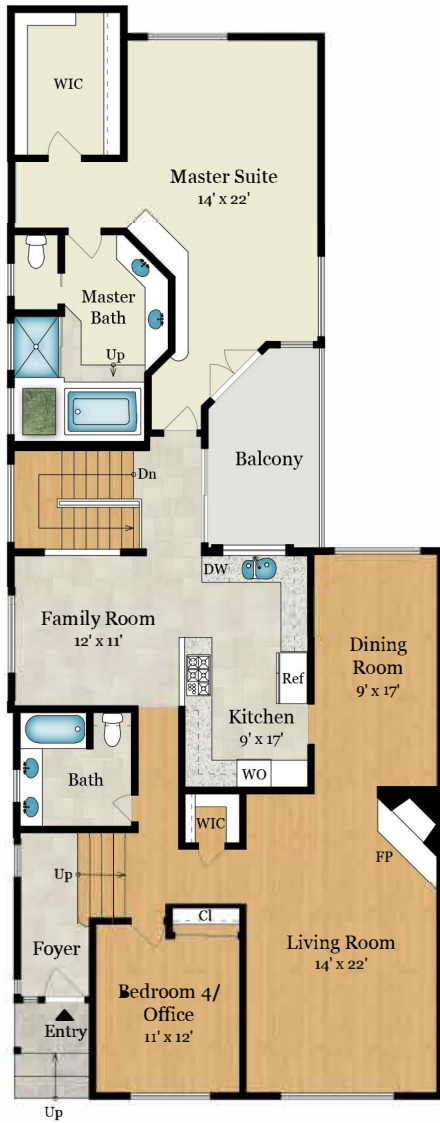 WIC
Master Suite
14' x 22'
Master
Bath
Up
Balcony
Dn
DW
Family Room
12' x 11'
Dining
Room
9' x 17'
Ref
Kitchen
9' x 17'
Bath
WO
WIC
FP
Up
Cl
Foyer
Living Room
14' x 22'
Bedroom 4/
Office
11' x 12'
Entry
Up